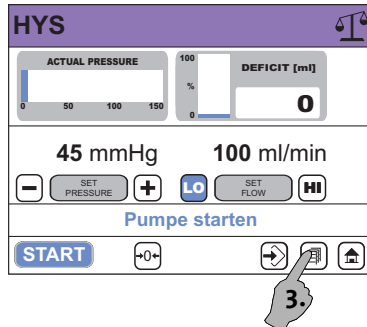 HYS
ACTUAL PRESSURE
0 50 100 150
100
%
0
DEFICIT [ml]
0
45 mmHg 100 ml/min
− SET PRESSURE + LO SET FLOW HI
Pumpe starten
START →0←
3.